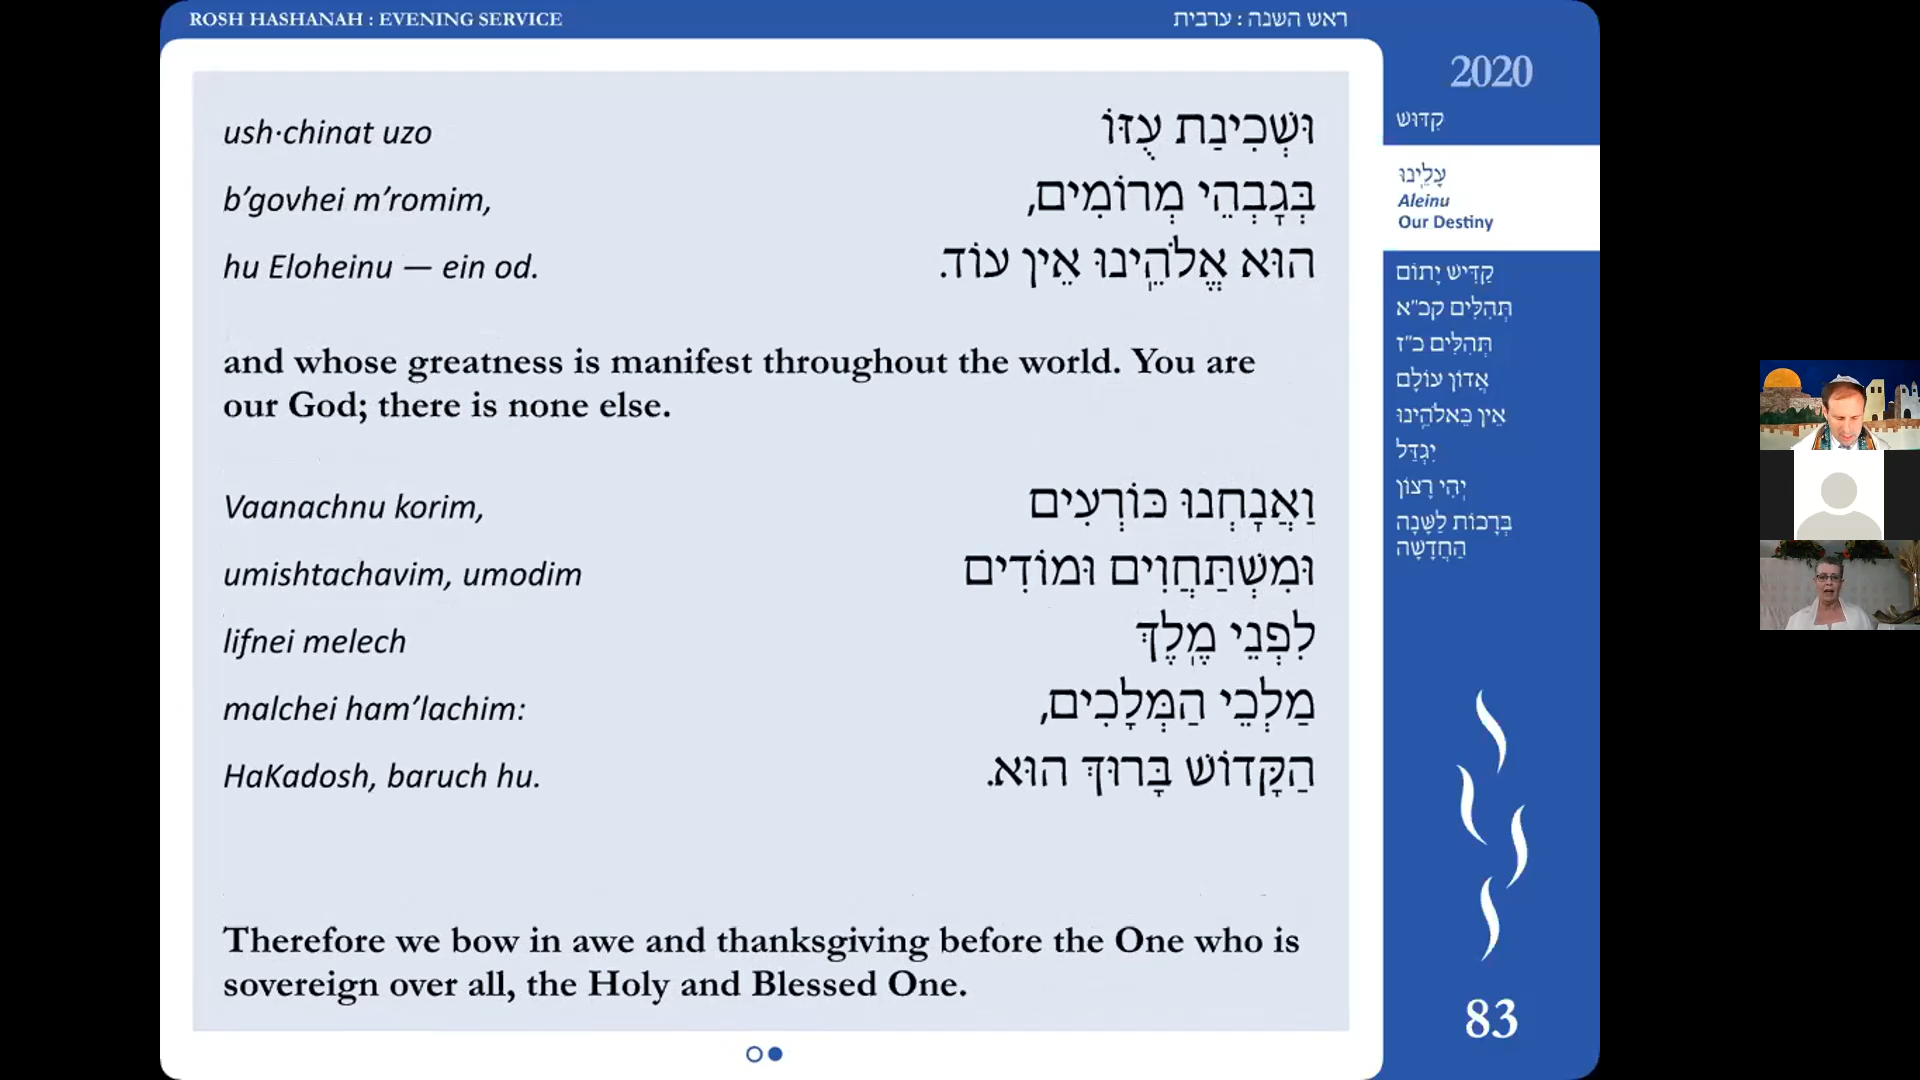 ROSH HASHANAH : EVENING SERVICE
ראש השנה : ערבית
ush·chinat uzo
וּשְׁכִינַת עֻזּוֹ
b’govhei m’romim,
בְּגָבְהֵי מְרוֹמִים,
hu Eloheinu — ein od.
הוּא אֱלֹהֵֽינוּ אֵין עוֹד.
and whose greatness is manifest throughout the world. You are
our God; there is none else.
Vaanachnu korim,
וַאֲנָחְנוּ כּוֹרְעִים
umishtachavim, umodim
וּמִשְׁתַּחֲוִים וּמוֹדִים
lifnei melech
לִפְנֵי מֶֽלֶךְ
malchei ham’lachim:
מַלְכֵי הַמְּלָכִים,
HaKadosh, baruch hu.
הַקָּדוֹשׁ בָּרוּךְ הוּא.
Therefore we bow in awe and thanksgiving before the One who is
sovereign over all, the Holy and Blessed One.
2020
קִדּוּשׁ
עָלֵֽינוּ
Aleinu
Our Destiny
קַדִּישׁ יָתוֹם
תְּהִלִּים קכ״א
תְּהִלִּים כ״ז
אֲדוֹן עוֹלָם
אֵין כֵּאלֹהֵֽינוּ
יִגְדַּל
יְהִי רָצוֹן
בְּרָכוֹת לַשָּׁנָה
הַחֲדָשָׁה
83